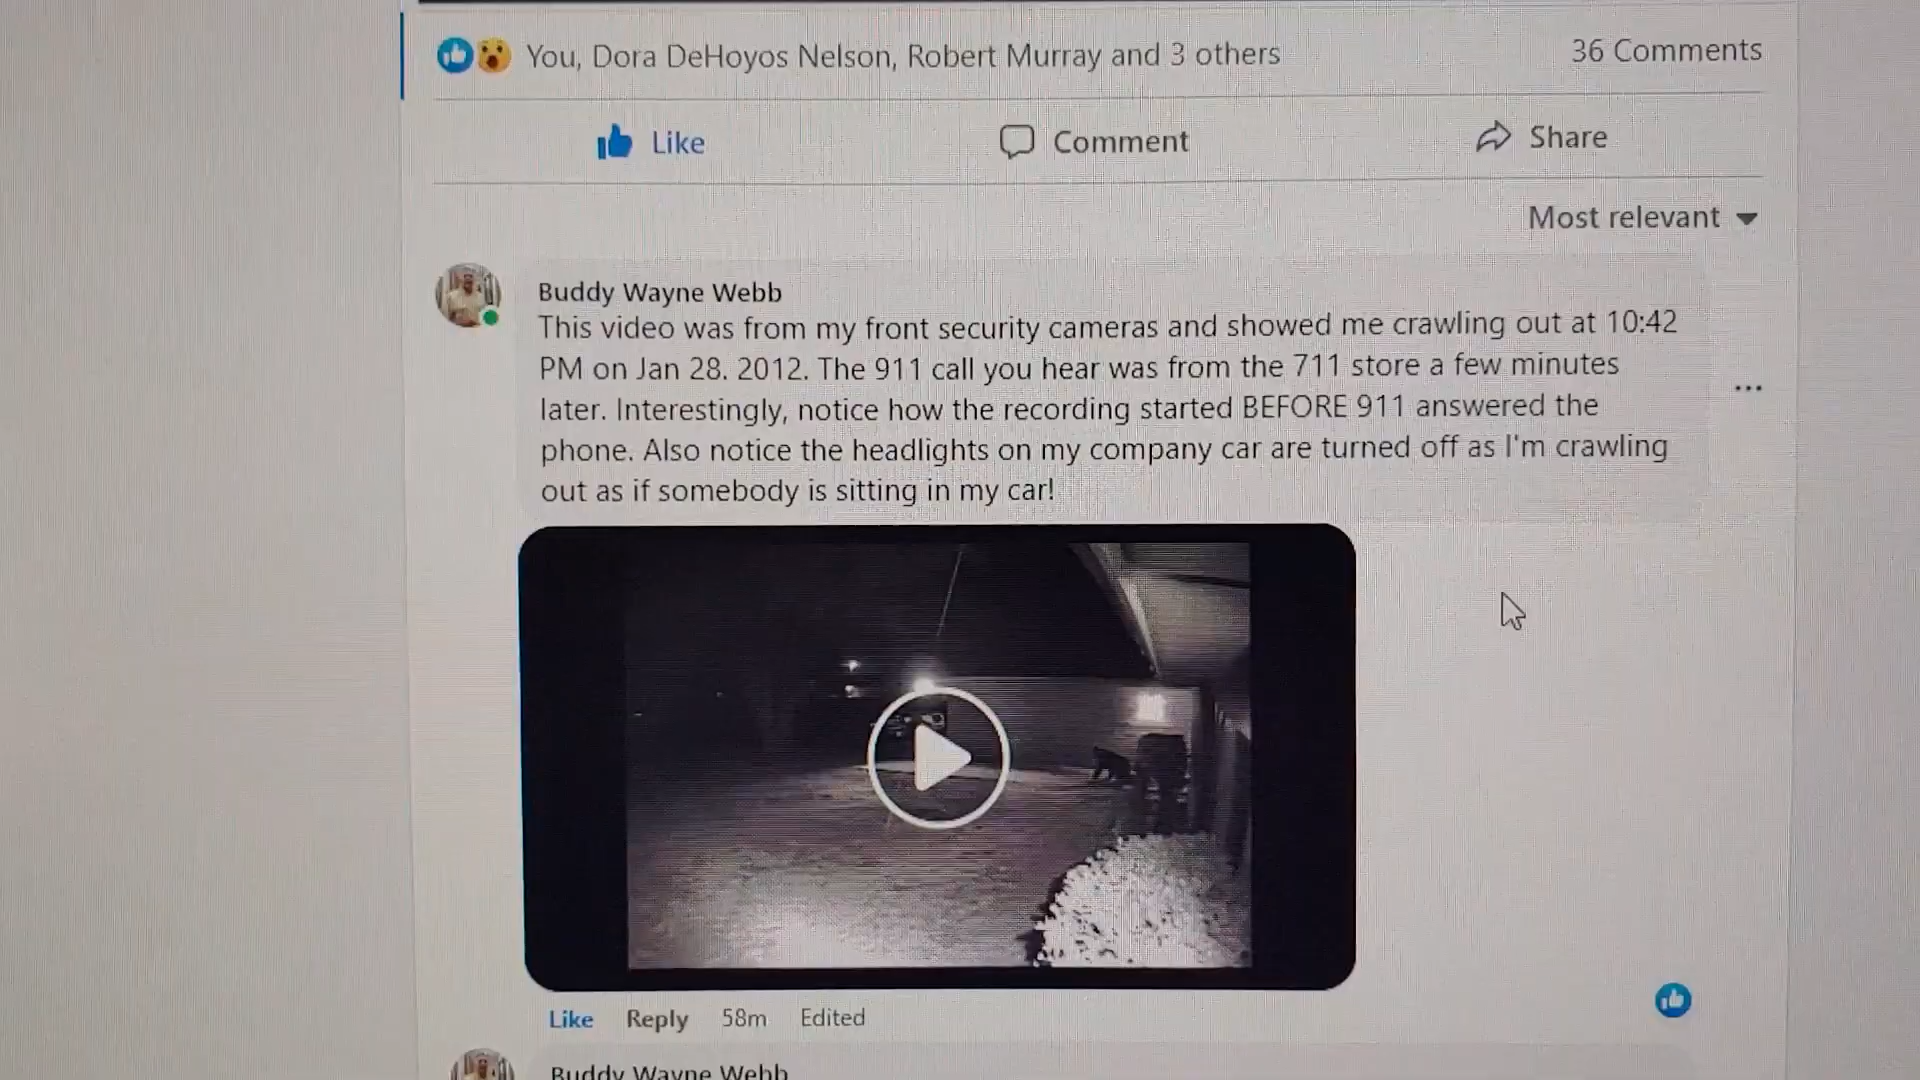 You, Dora DeHoyos Nelson, Robert Murray and 3 others
36 Comments
Like
Comment
Share
Most relevant
Buddy Wayne Webb
This video was from my front security cameras and showed me crawling out at 10:42
PM on Jan 28. 2012. The 911 call you hear was from the 711 store a few minutes
later. Interestingly, notice how the recording started BEFORE 911 answered the
phone. Also notice the headlights on my company car are turned off as I'm crawling
out as if somebody is sitting in my car!
Like Reply 58m Edited
Buddy Wayne Webb